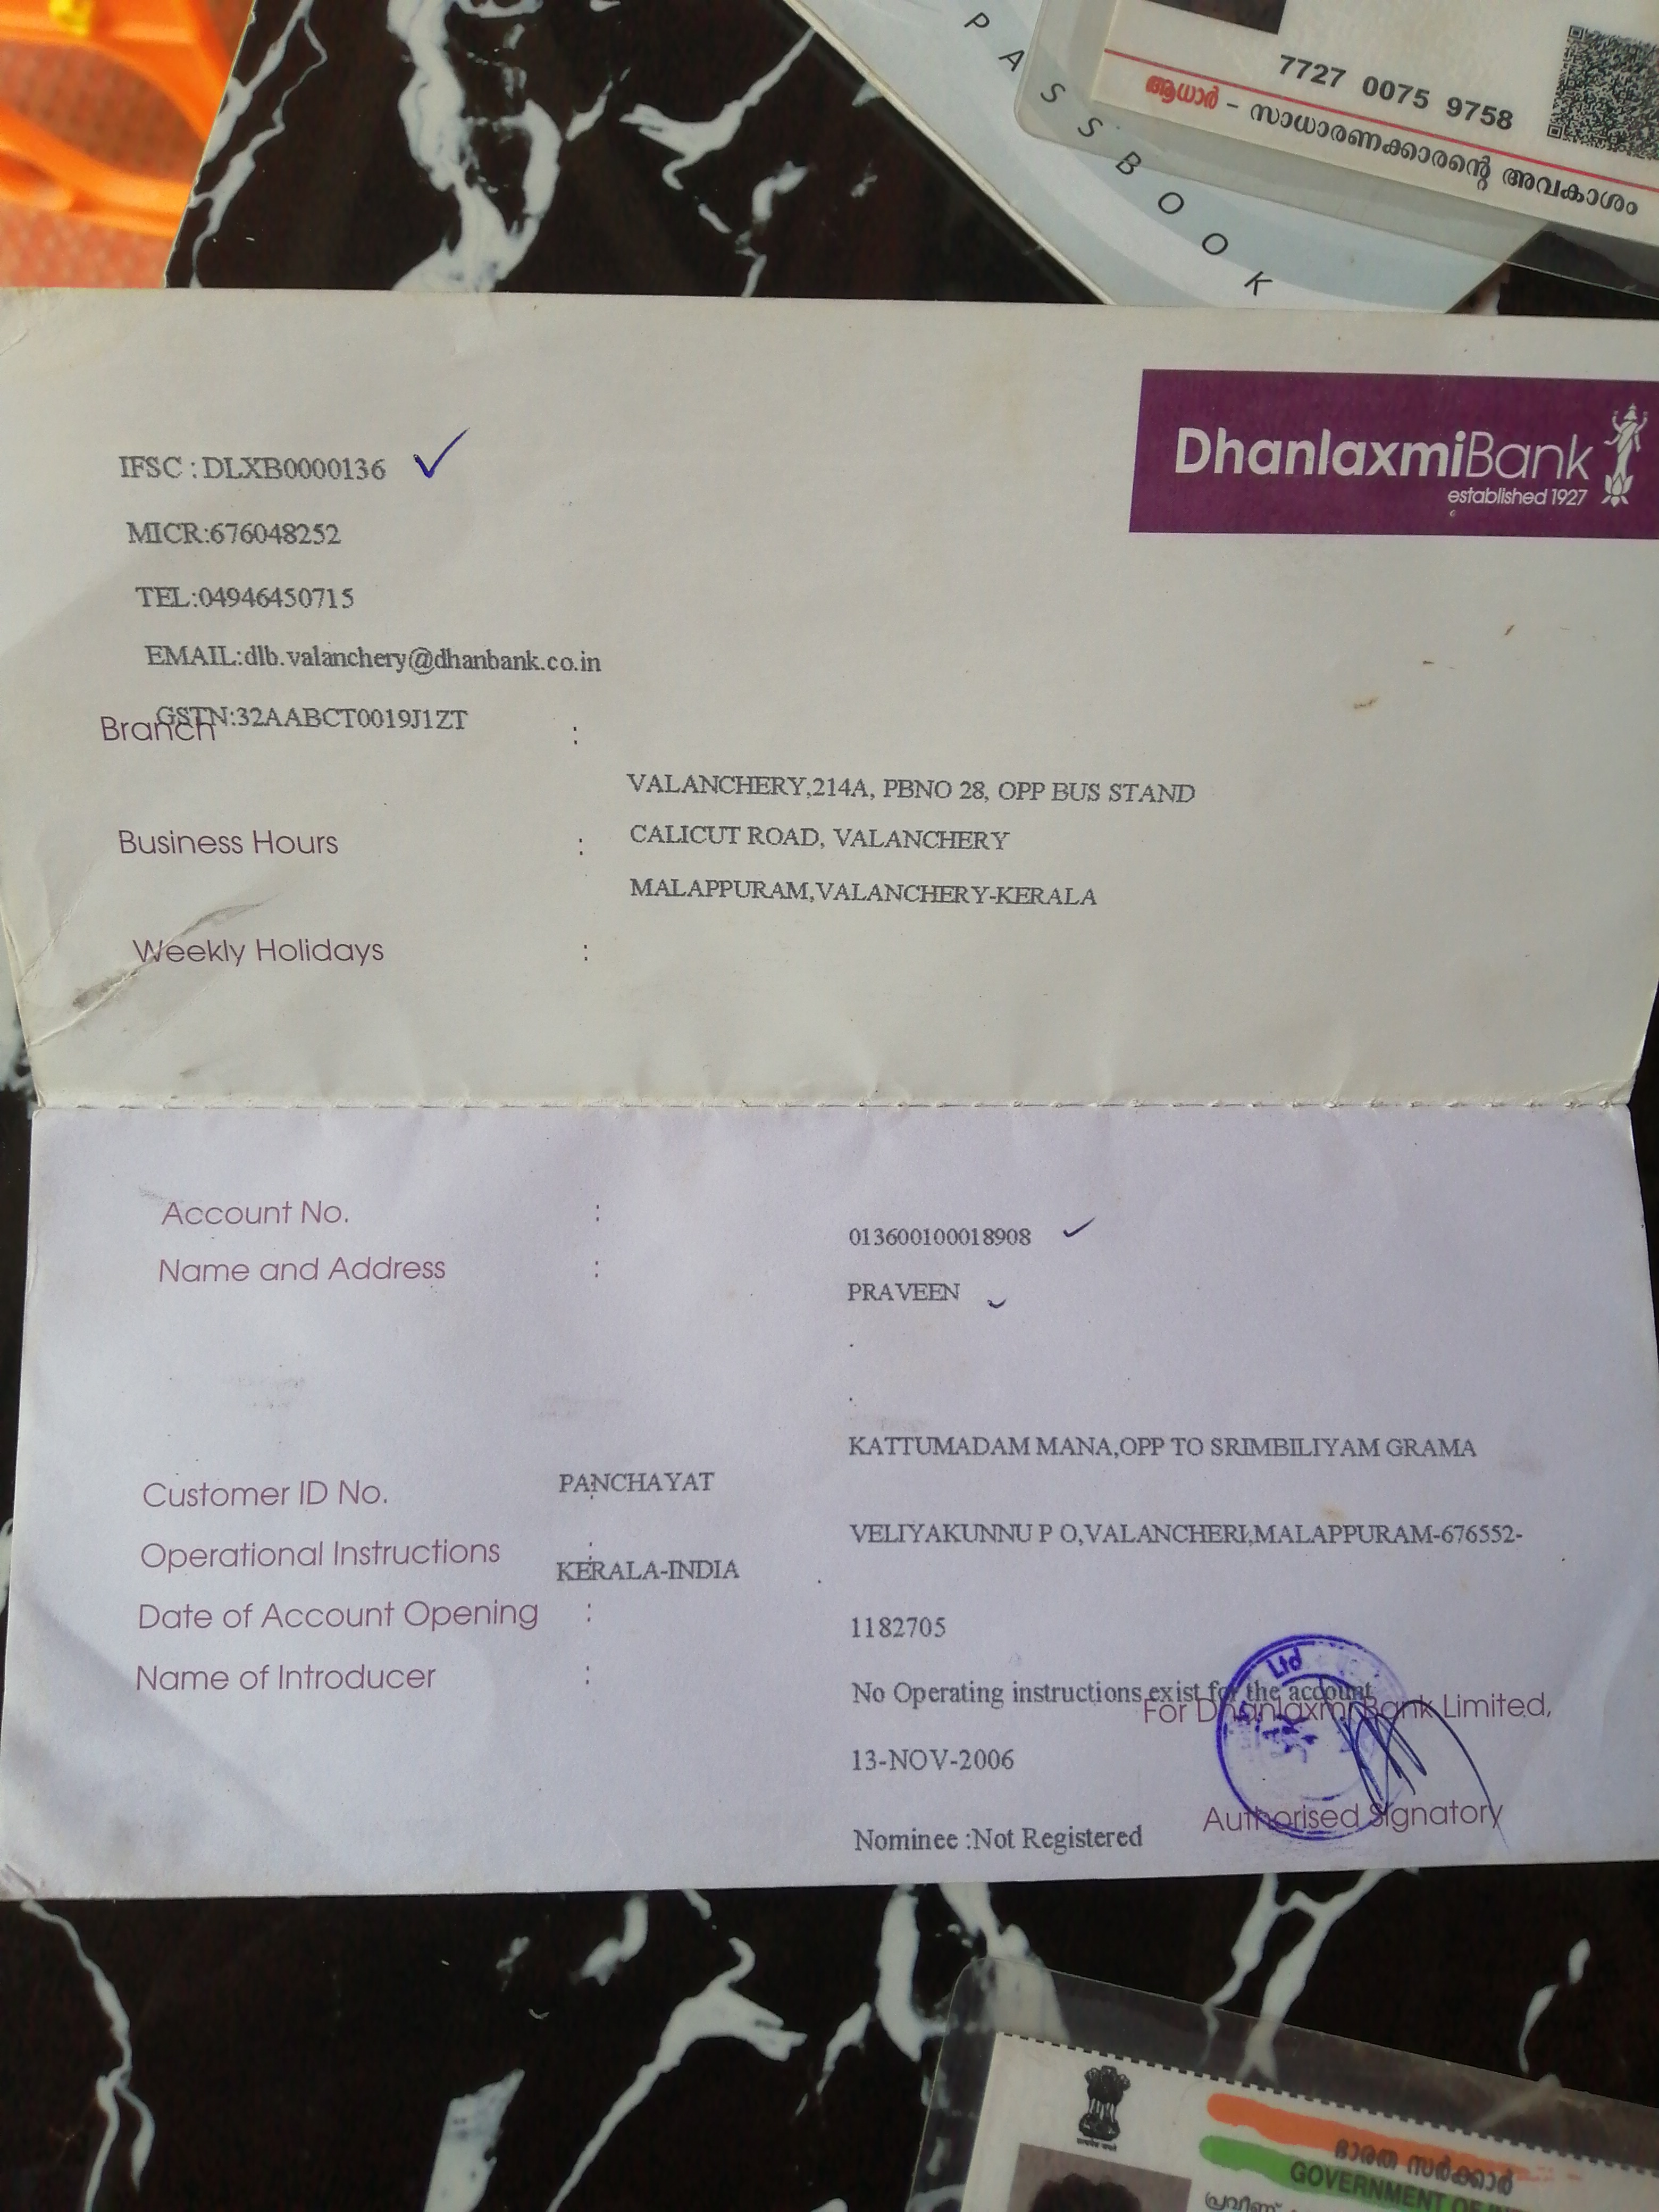 PASSBOOK
7727 0075 9758
ആധാർ - സാധാരണക്കാരന്റെ അവകാശം
DhanlaxmiBank
established 1927
IFSC : DLXB0000136
MICR:676048252
TEL:04946450715
EMAIL:dlb.valanchery@dhanbank.co.in
GSTN:32AABCT0019J1ZT
Branch :
VALANCHERY,214A, PBNO 28, OPP BUS STAND
Business Hours : CALICUT ROAD, VALANCHERY
MALAPPURAM,VALANCHERY-KERALA
Weekly Holidays :
Account No. :
013600100018908
Name and Address :
PRAVEEN
.
.
KATTUMADAM MANA,OPP TO SRIMBILIYAM GRAMA
PANCHAYAT
Customer ID No. :
VELIYAKUNNU P O,VALANCHERI,MALAPPURAM-676552-
Operational Instructions :
KERALA-INDIA .
Date of Account Opening :
1182705
Name of Introducer :
No Operating instructions exist for the account
For Dhanlaxmi Bank Limited,
Ltd
13-NOV-2006
Authorised Signatory
Nominee :Not Registered
ഭാരത സർക്കാർ
GOVERNMENT OF
പ്രവീണ്